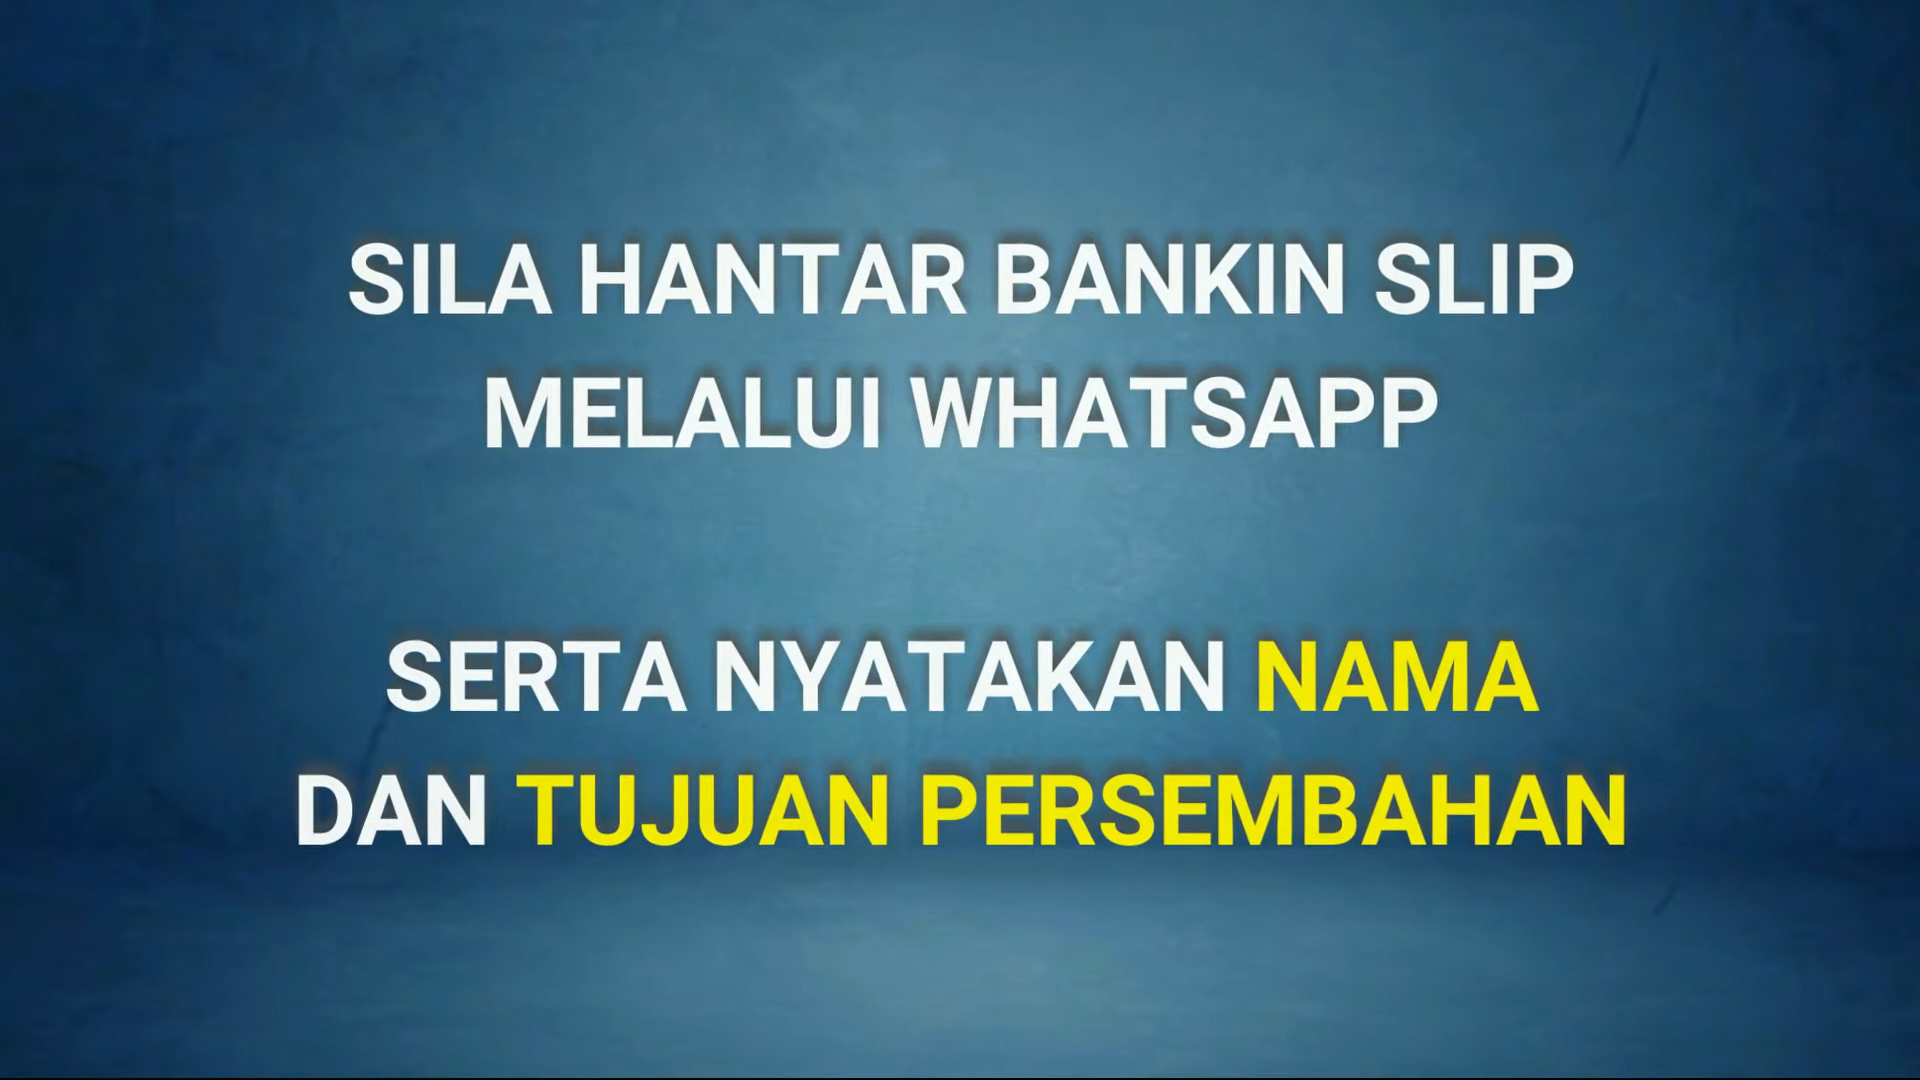 SILA HANTAR BANKIN SLIP
MELALUI WHATSAPP
SERTA NYATAKAN NAMA
DAN TUJUAN PERSEMBAHAN